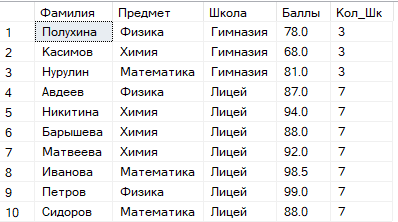 Фамилия Предмет Школа Баллы Кол_Шк
1 Полухина Физика Гимназия 78.0 3
2 Касимов Химия Гимназия 68.0 3
3 Нурулин Математика Гимназия 81.0 3
4 Авдеев Физика Лицей 87.0 7
5 Никитина Химия Лицей 94.0 7
6 Барышева Химия Лицей 88.0 7
7 Матвеева Химия Лицей 92.0 7
8 Иванова Математика Лицей 98.5 7
9 Петров Физика Лицей 99.0 7
10 Сидоров Математика Лицей 88.0 7